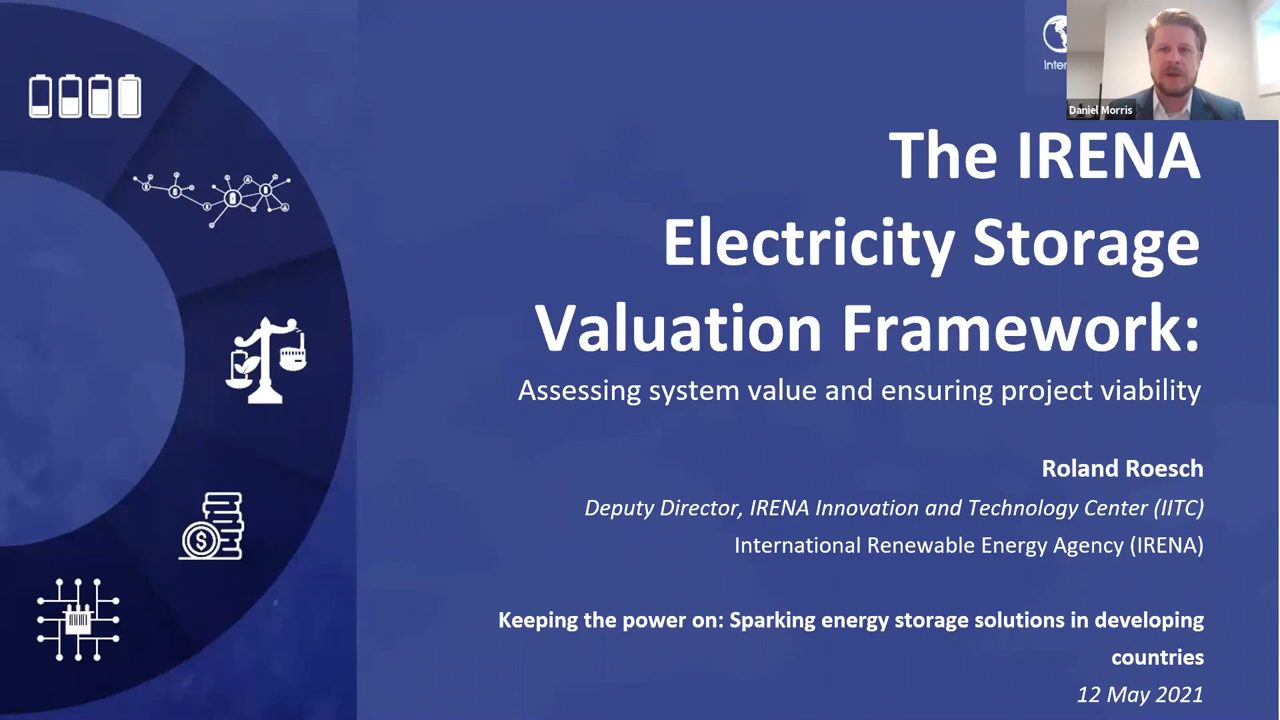 Inter
Daniel Morris
The IRENA
Electricity Storage
Valuation Framework:
Assessing system value and ensuring project viability
Roland Roesch
Deputy Director, IRENA Innovation and Technology Center (IITC)
International Renewable Energy Agency (IRENA)
Keeping the power on: Sparking energy storage solutions in developing
countries
12 May 2021